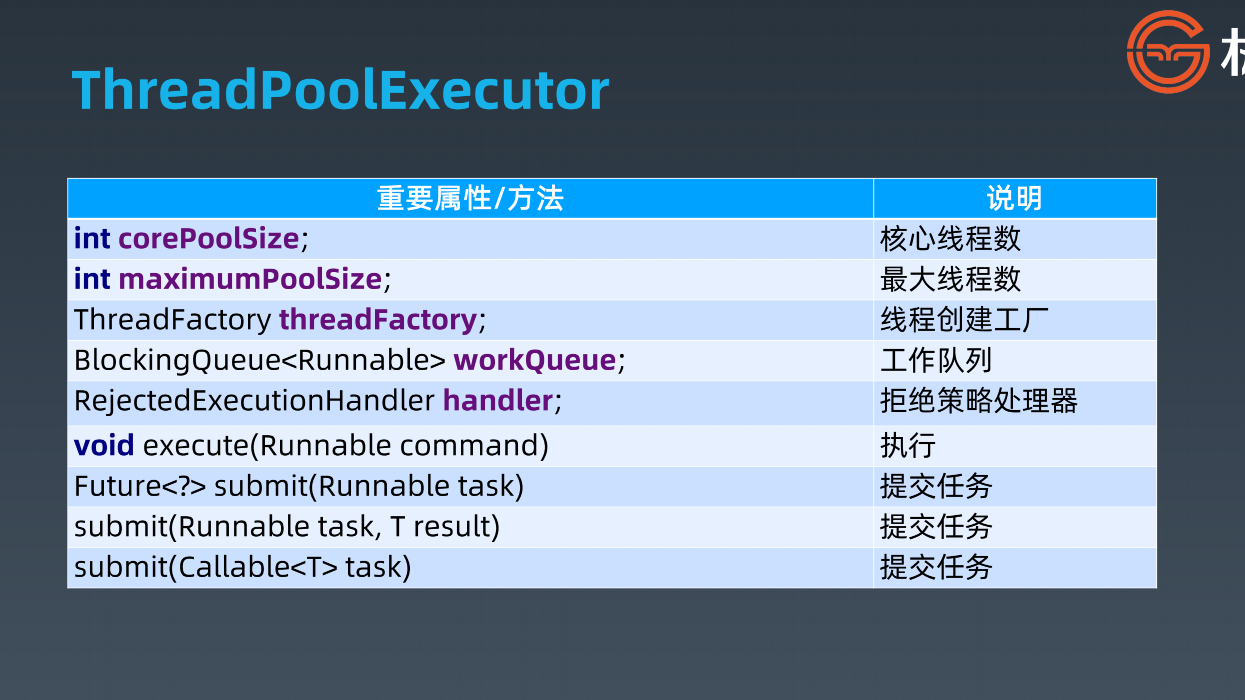 ThreadPoolExecutor
重要属性/方法 说明
int corePoolSize; 核心线程数
int maximumPoolSize; 最大线程数
ThreadFactory threadFactory; 线程创建工厂
BlockingQueue<Runnable> workQueue; 工作队列
RejectedExecutionHandler handler; 拒绝策略处理器
void execute(Runnable command) 执行
Future<?> submit(Runnable task) 提交任务
submit(Runnable task, T result) 提交任务
submit(Callable<T> task) 提交任务